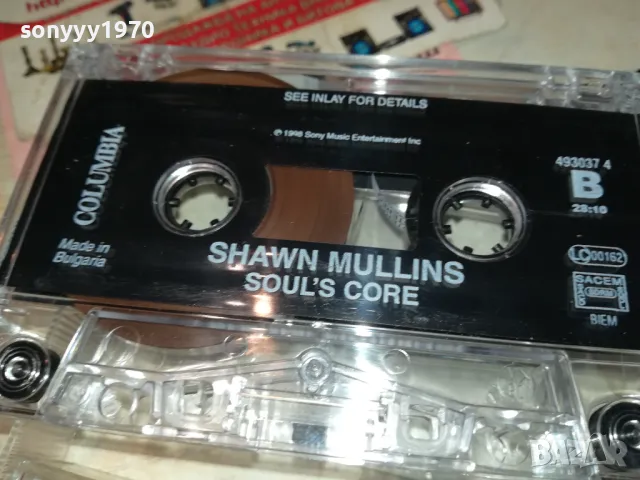 sonyyy1970
SEE INLAY FOR DETAILS
℗ 1998 Sony Music Entertainment Inc
COLUMBIA
493037 4
B
28:10
Made in
Bulgaria
SHAWN MULLINS
SOUL'S CORE
LC 00162
SACEM
BIEM
BAZAR